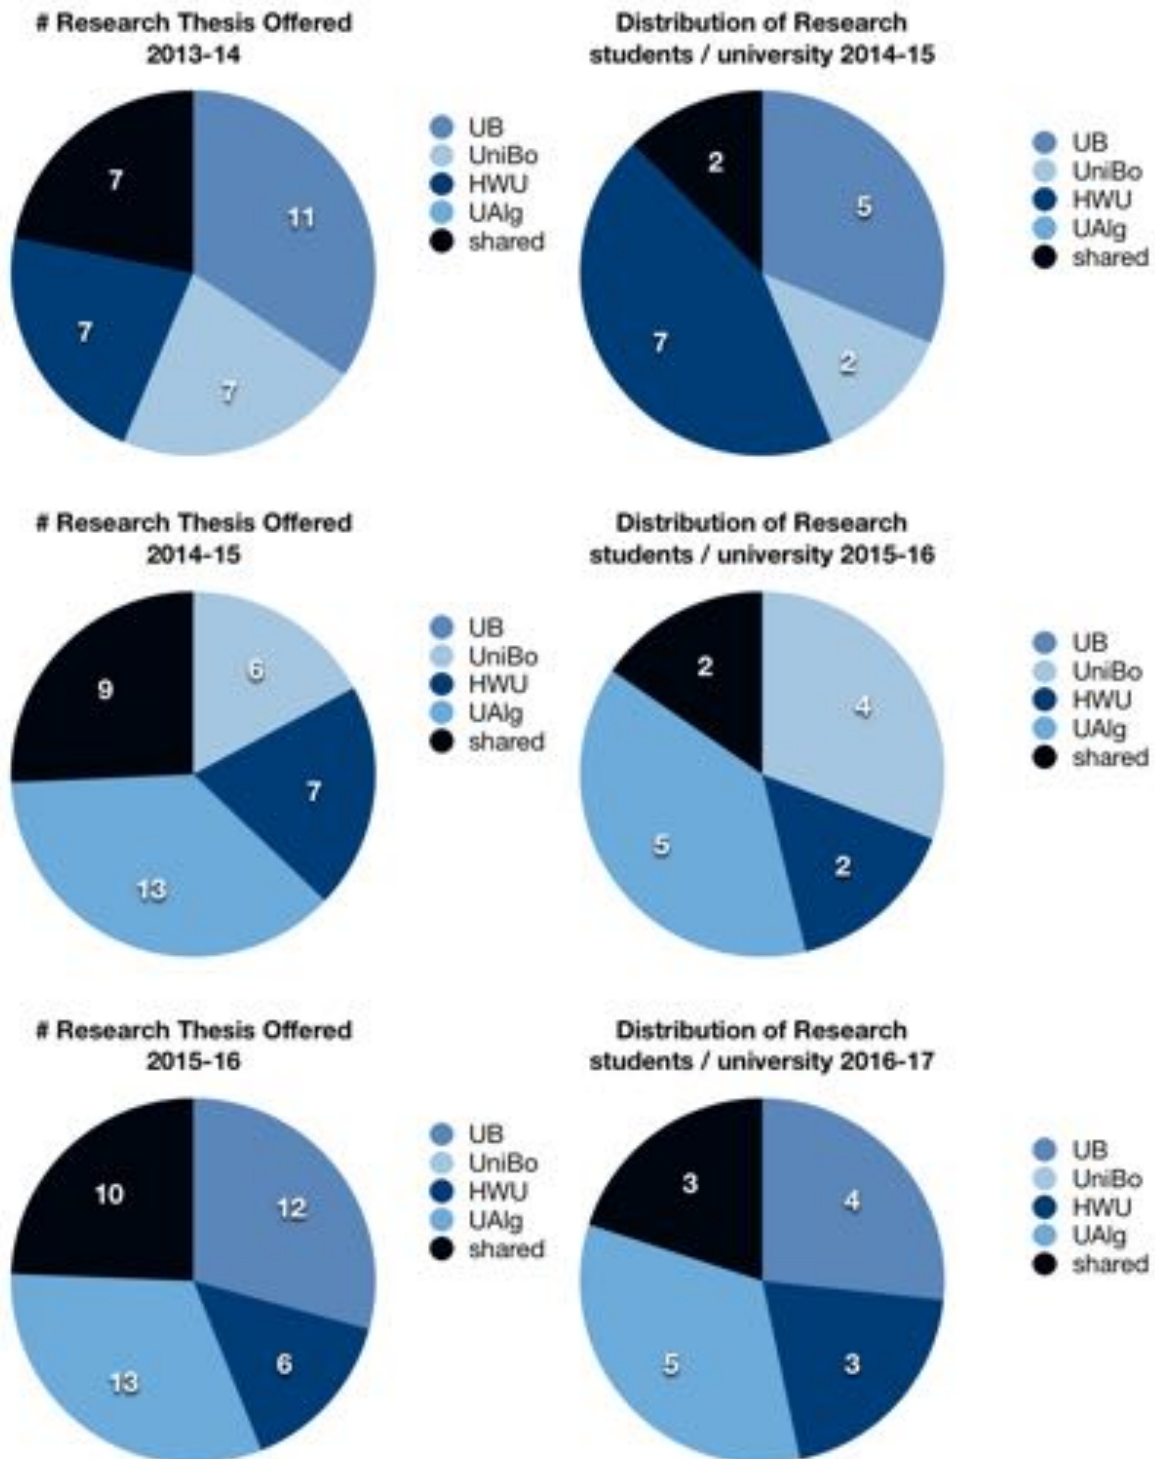 # Research Thesis Offered
2013-14
7
11
7
7
UB
UniBo
HWU
UAlg
shared
Distribution of Research
students / university 2014-15
2
5
7
2
UB
UniBo
HWU
UAlg
shared
# Research Thesis Offered
2014-15
9
6
7
13
UB
UniBo
HWU
UAlg
shared
Distribution of Research
students / university 2015-16
2
4
5
2
UB
UniBo
HWU
UAlg
shared
# Research Thesis Offered
2015-16
10
12
6
13
UB
UniBo
HWU
UAlg
shared
Distribution of Research
students / university 2016-17
3
4
5
3
UB
UniBo
HWU
UAlg
shared